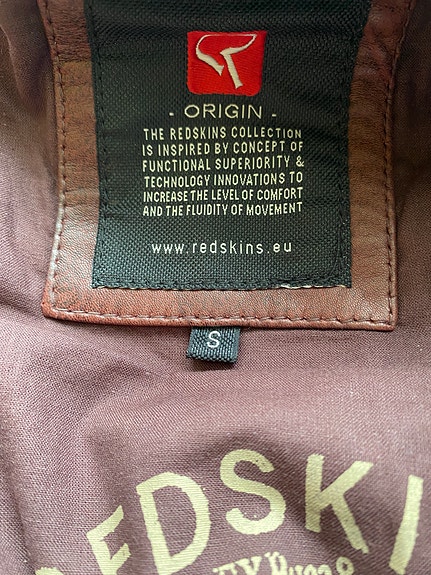 - ORIGIN -
THE REDSKINS COLLECTION
IS INSPIRED BY CONCEPT OF
FUNCTIONAL SUPERIORITY &
TECHNOLOGY INNOVATIONS TO
INCREASE THE LEVEL OF COMFORT
AND THE FLUIDITY OF MOVEMENT
www.redskins.eu
S
REDSKI